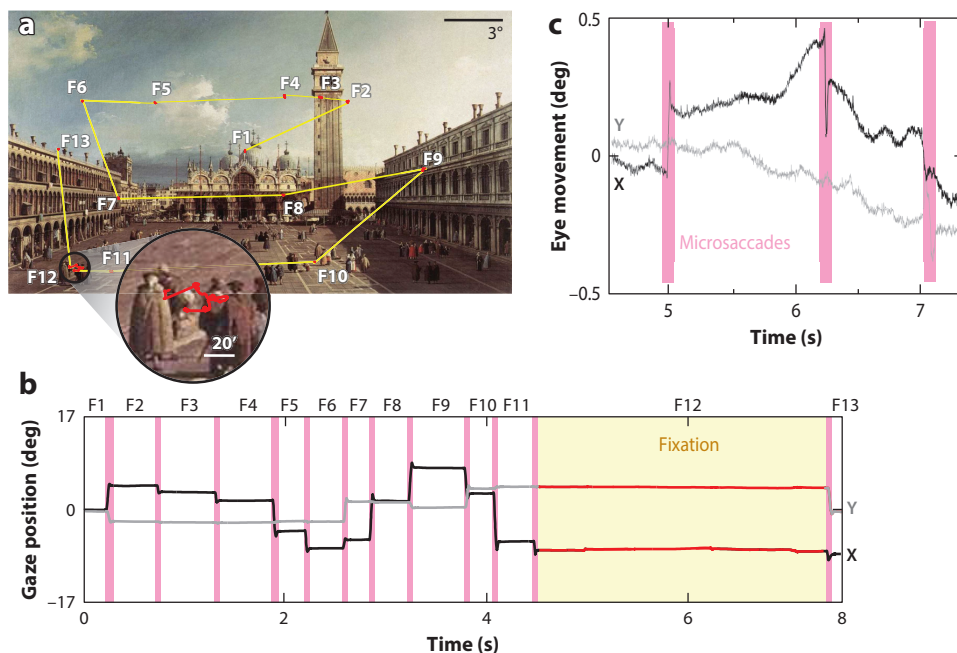 a
3°
F6
F5
F4
F3
F2
F1
F13
F9
F7
F8
F12
F11
F10
20′
c
0.5
0
−0.5
Eye movement (deg)
Y
X
Microsaccades
5
6
7
Time (s)
b
F1 F2 F3 F4 F5 F6 F7 F8 F9 F10 F11 F12 F13
17
0
−17
Gaze position (deg)
Fixation
Y
X
0
2
4
6
8
Time (s)